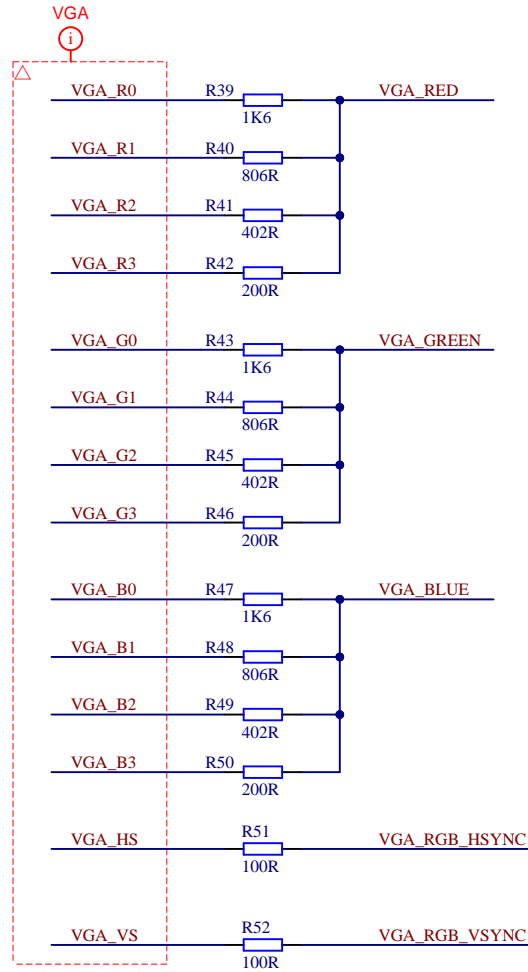 VGA
i
VGA_R0 R39 VGA_RED
1K6
VGA_R1 R40
806R
VGA_R2 R41
402R
VGA_R3 R42
200R
VGA_G0 R43 VGA_GREEN
1K6
VGA_G1 R44
806R
VGA_G2 R45
402R
VGA_G3 R46
200R
VGA_B0 R47 VGA_BLUE
1K6
VGA_B1 R48
806R
VGA_B2 R49
402R
VGA_B3 R50
200R
VGA_HS R51 VGA_RGB_HSYNC
100R
VGA_VS R52 VGA_RGB_VSYNC
100R